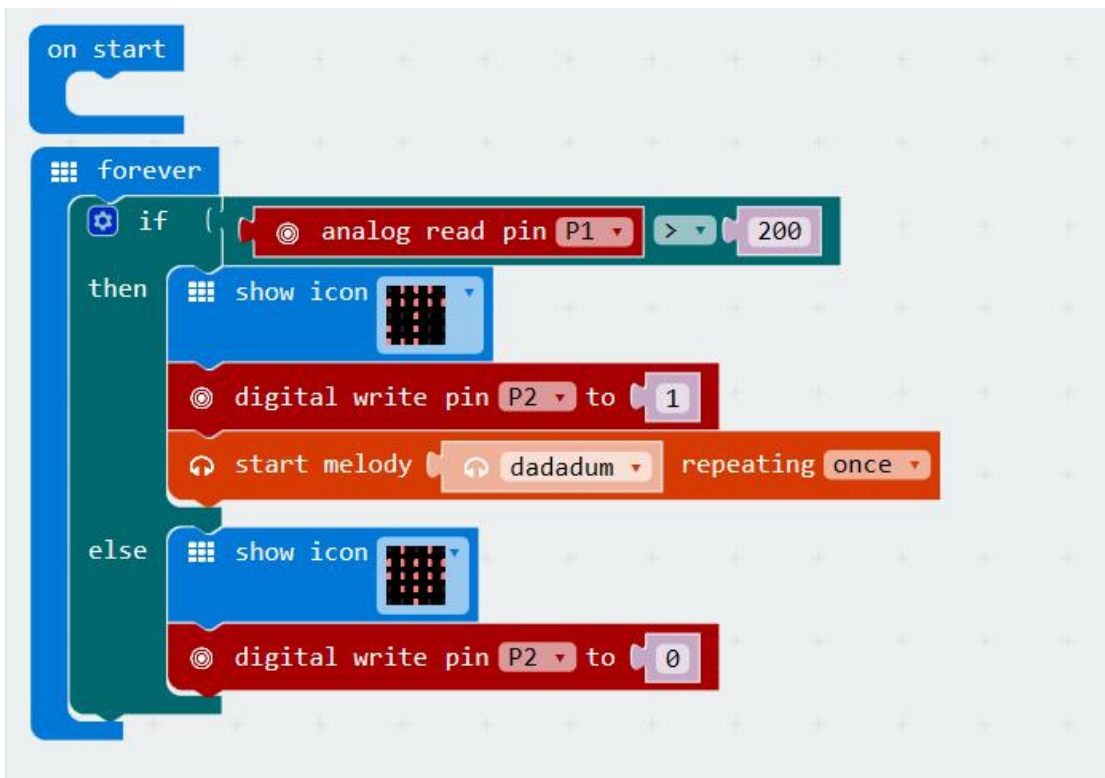 on start
forever
if analog read pin P1 > 200
then show icon
digital write pin P2 to 1
start melody dadadum repeating once
else show icon
digital write pin P2 to 0